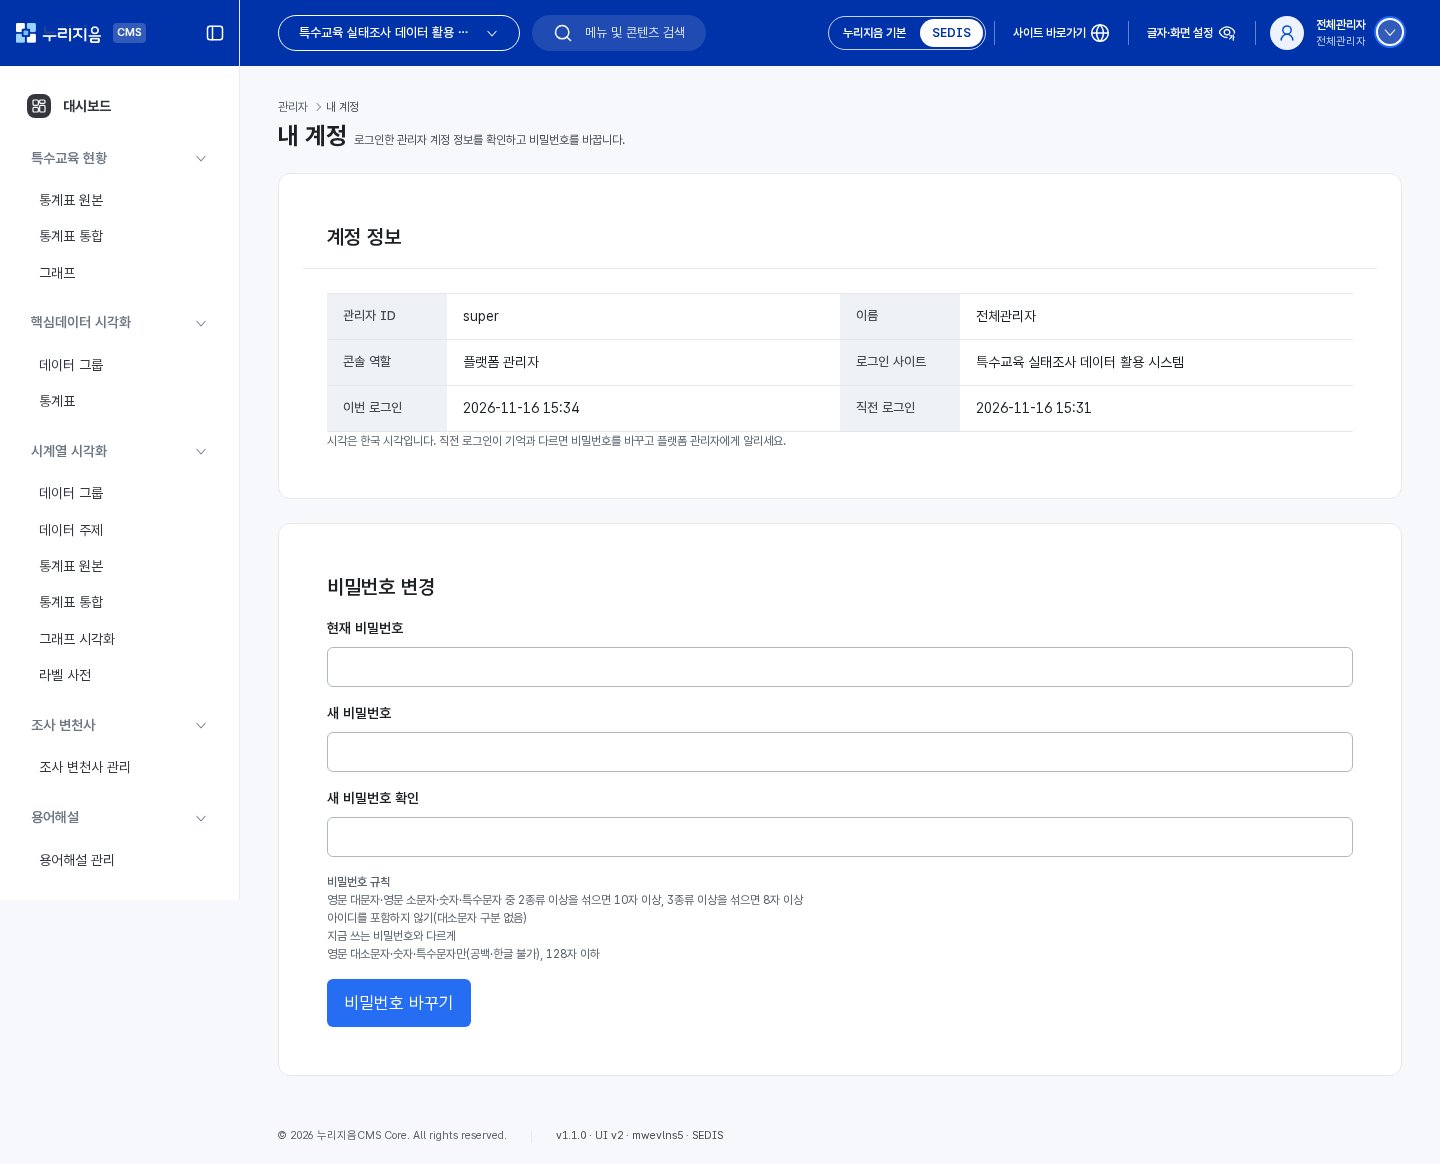 누리지음 CMS
특수교육 실태조사 데이터 활용 ···
메뉴 및 콘텐츠 검색
누리지음 기본
SEDIS
사이트 바로가기
글자·화면 설정
전체관리자
전체관리자
대시보드
특수교육 현황
통계표 원본
통계표 통합
그래프
핵심데이터 시각화
데이터 그룹
통계표
시계열 시각화
데이터 그룹
데이터 주제
통계표 원본
통계표 통합
그래프 시각화
라벨 사전
조사 변천사
조사 변천사 관리
용어해설
용어해설 관리
관리자 > 내 계정
내 계정 로그인한 관리자 계정 정보를 확인하고 비밀번호를 바꿉니다.
계정 정보
관리자 ID super 이름 전체관리자
콘솔 역할 플랫폼 관리자 로그인 사이트 특수교육 실태조사 데이터 활용 시스템
이번 로그인 2026-11-16 15:34 직전 로그인 2026-11-16 15:31
시각은 한국 시각입니다. 직전 로그인이 기억과 다르면 비밀번호를 바꾸고 플랫폼 관리자에게 알리세요.
비밀번호 변경
현재 비밀번호
새 비밀번호
새 비밀번호 확인
비밀번호 규칙
영문 대문자·영문 소문자·숫자·특수문자 중 2종류 이상을 섞으면 10자 이상, 3종류 이상을 섞으면 8자 이상
아이디를 포함하지 않기(대소문자 구분 없음)
지금 쓰는 비밀번호와 다르게
영문 대소문자·숫자·특수문자만(공백·한글 불가), 128자 이하
비밀번호 바꾸기
© 2026 누리지음CMS Core. All rights reserved.
v1.1.0 · UI v2 · mwevlns5 · SEDIS